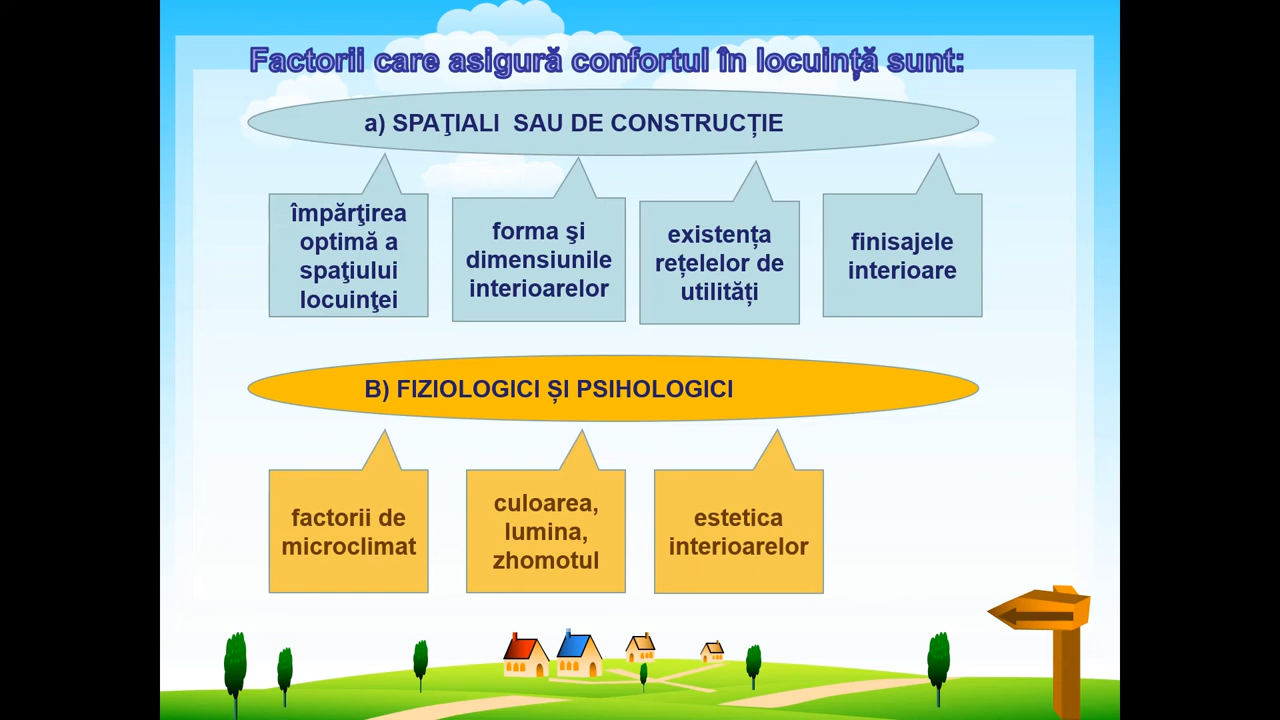 Factorii care asigură confortul în locuință sunt:
a) SPAŢIALI  SAU DE CONSTRUCȚIE
împărţirea
optimă a
spaţiului
locuinţei
forma şi
dimensiunile
interioarelor
existența
rețelelor de
utilități
finisajele
interioare
B) FIZIOLOGICI ȘI PSIHOLOGICI
factorii de
microclimat
culoarea,
lumina,
zhomotul
estetica
interioarelor